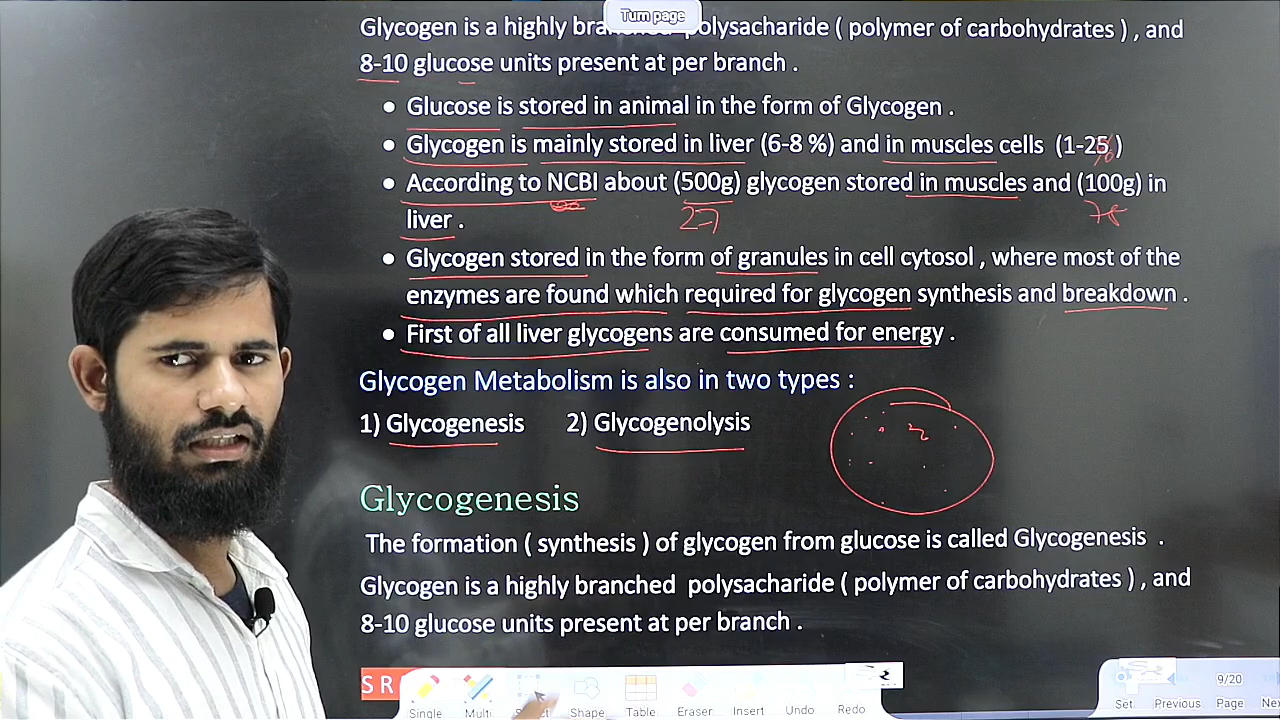 Turn page
Glycogen is a highly polysacharide ( polymer of carbohydrates ) , and
8-10 glucose units present at per branch .
• Glucose is stored in animal in the form of Glycogen .
• Glycogen is mainly stored in liver (6-8 %) and in muscles cells (1-2 )
• According to NCBI about (500g) glycogen stored in muscles and (100g) in
liver .
27
• Glycogen stored in the form of granules in cell cytosol , where most of the
enzymes are found which required for glycogen synthesis and breakdown .
• First of all liver glycogens are consumed for energy .
Glycogen Metabolism is also in two types :
1) Glycogenesis 2) Glycogenolysis
Glycogenesis
The formation ( synthesis ) of glycogen from glucose is called Glycogenesis .
Glycogen is a highly branched polysacharide ( polymer of carbohydrates ) , and
8-10 glucose units present at per branch .
S R
Single Multi Shape Table Eraser Insert Undo Redo
9/20
Set Previous Page